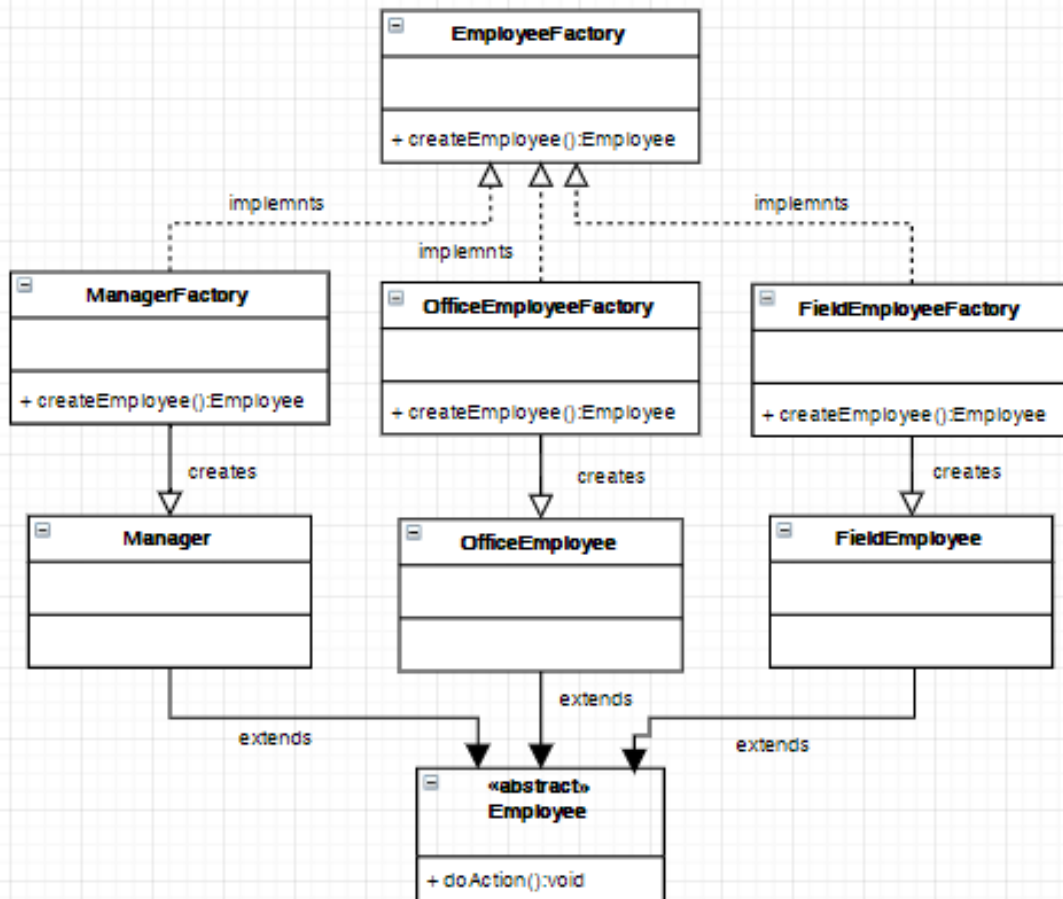 EmployeeFactory
+ createEmployee():Employee
implemnts
implemnts
implemnts
ManagerFactory
OfficeEmployeeFactory
FieldEmployeeFactory
+ createEmployee():Employee
+ createEmployee():Employee
+ createEmployee():Employee
creates
creates
creates
Manager
OfficeEmployee
FieldEmployee
extends
extends
extends
«abstract»
Employee
+ doAction():void